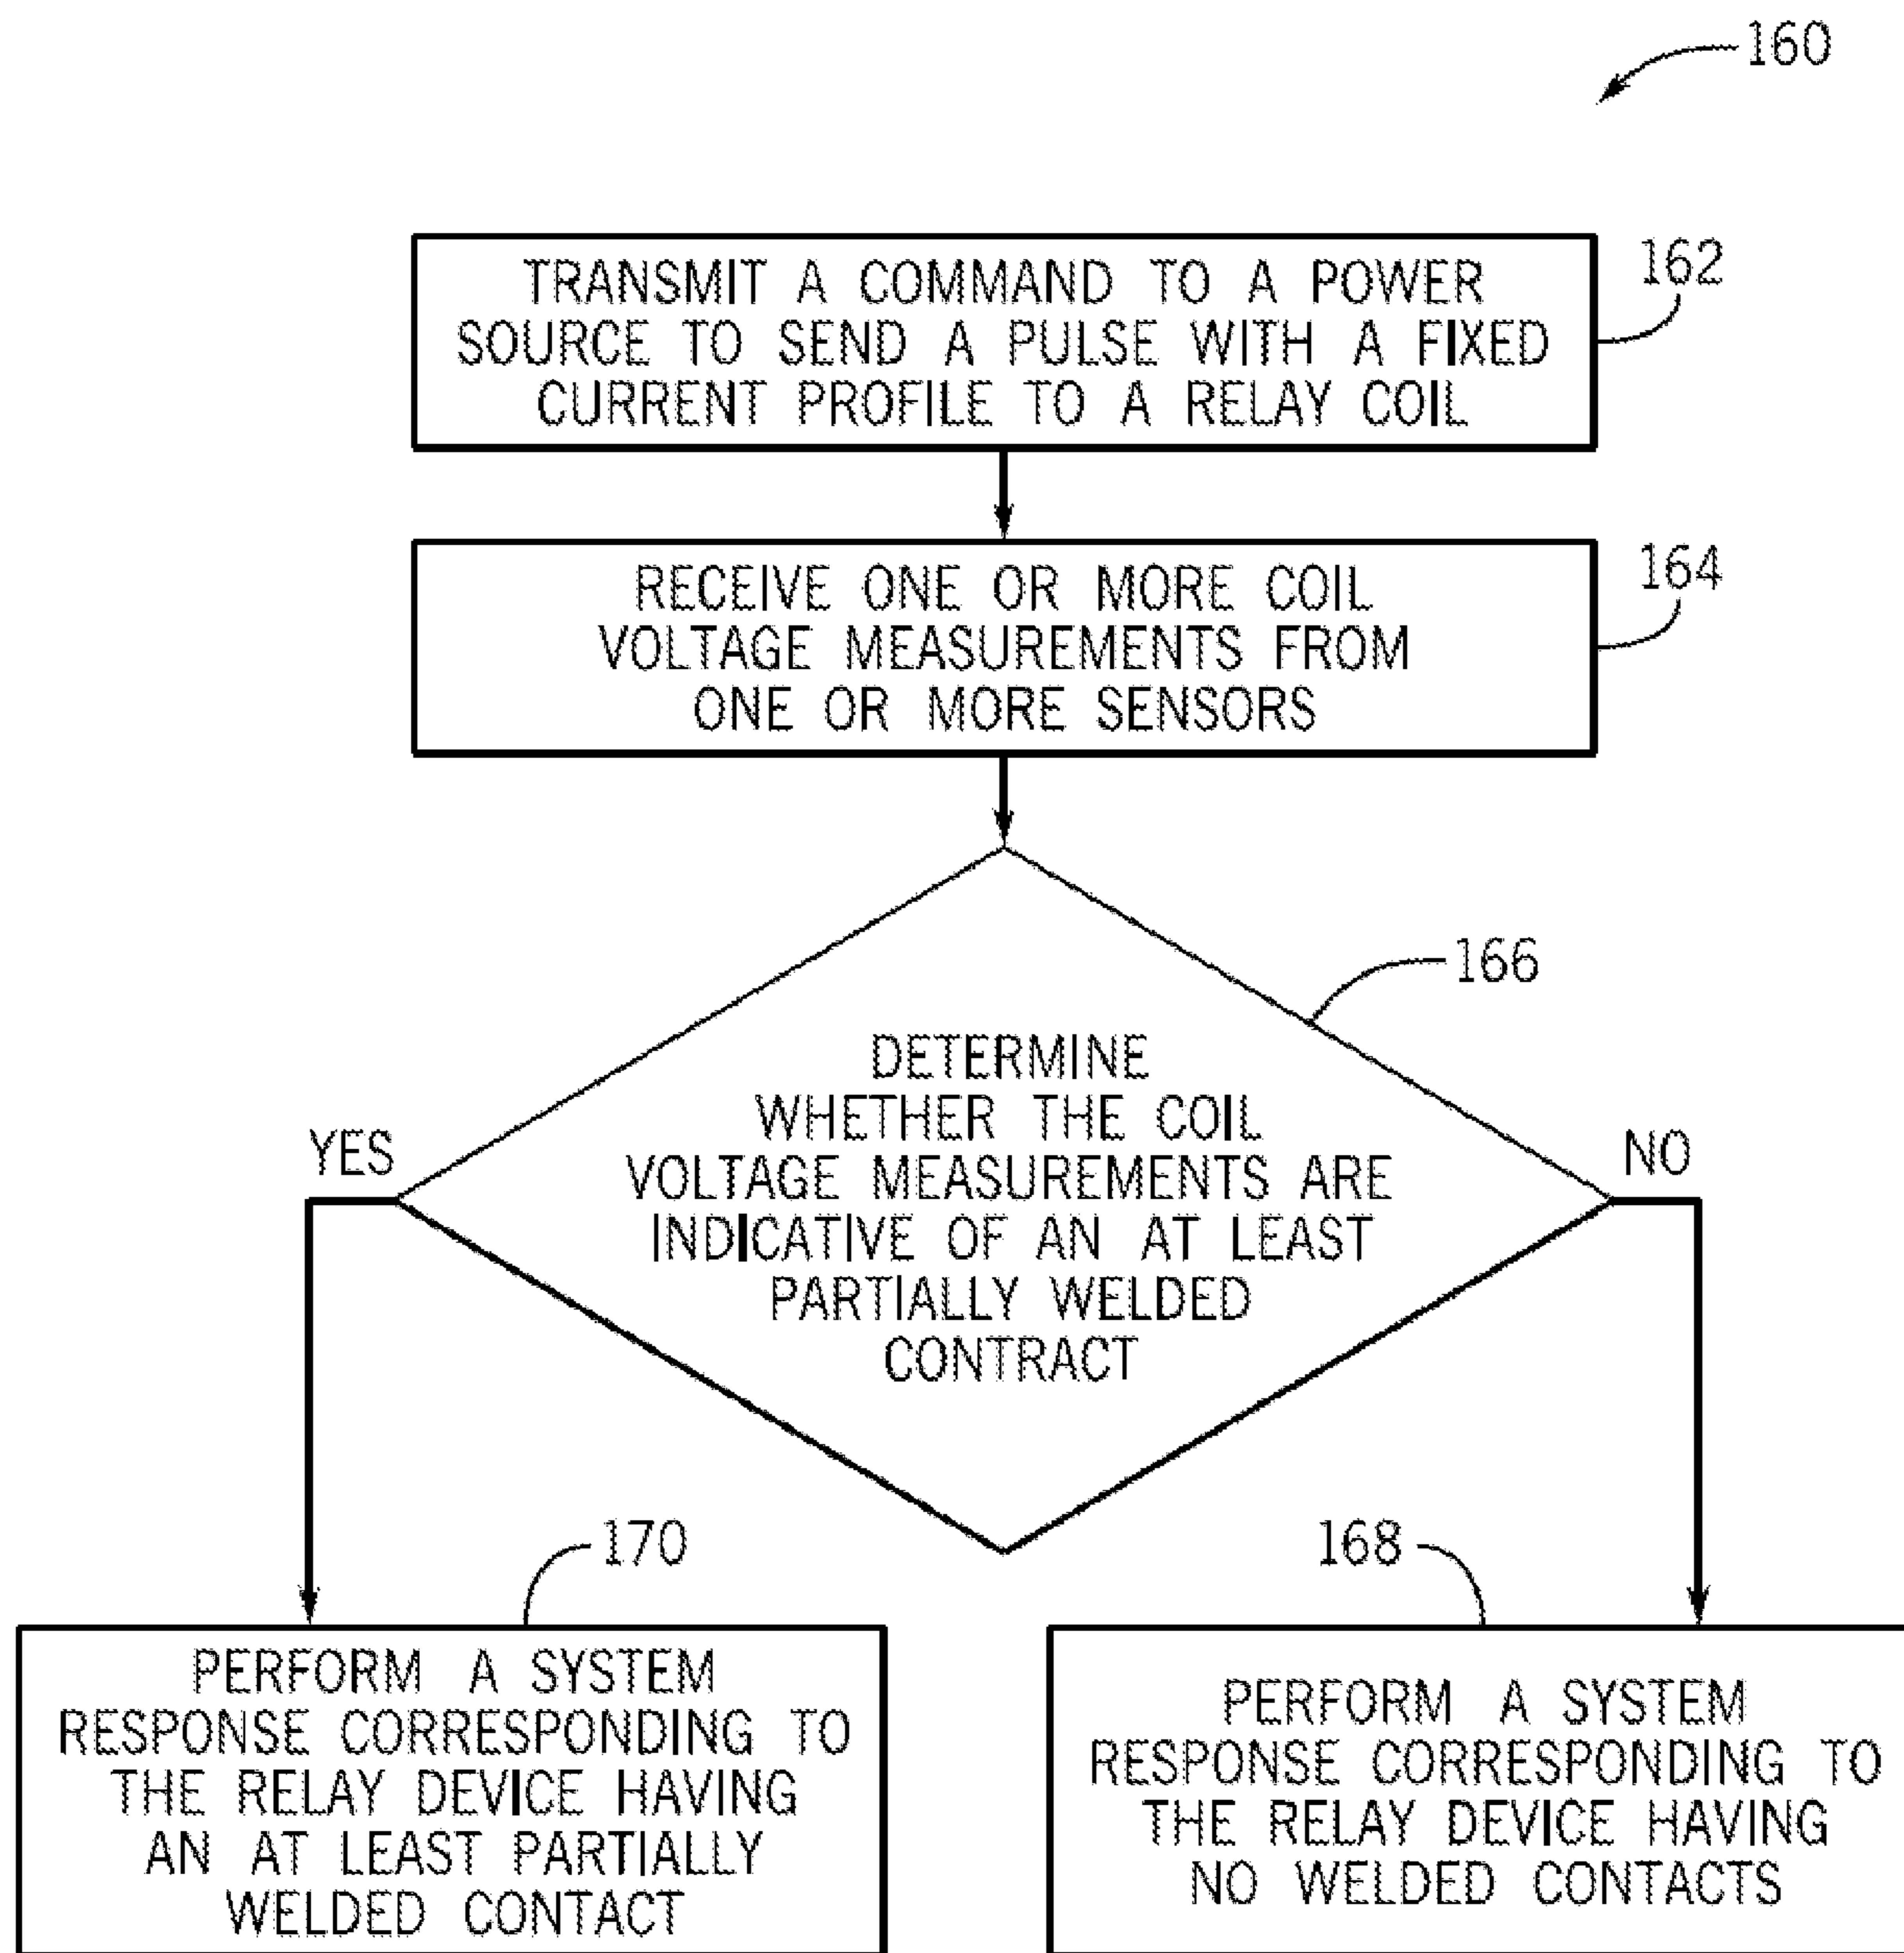 160
TRANSMIT A COMMAND TO A POWER
SOURCE TO SEND A PULSE WITH A FIXED
CURRENT PROFILE TO A RELAY COIL
162
RECEIVE ONE OR MORE COIL
VOLTAGE MEASUREMENTS FROM
ONE OR MORE SENSORS
164
166
DETERMINE
WHETHER THE COIL
VOLTAGE MEASUREMENTS ARE
INDICATIVE OF AN AT LEAST
PARTIALLY WELDED
CONTRACT
YES
NO
170
PERFORM A SYSTEM
RESPONSE CORRESPONDING TO
THE RELAY DEVICE HAVING
AN AT LEAST PARTIALLY
WELDED CONTACT
168
PERFORM A SYSTEM
RESPONSE CORRESPONDING TO
THE RELAY DEVICE HAVING
NO WELDED CONTACTS